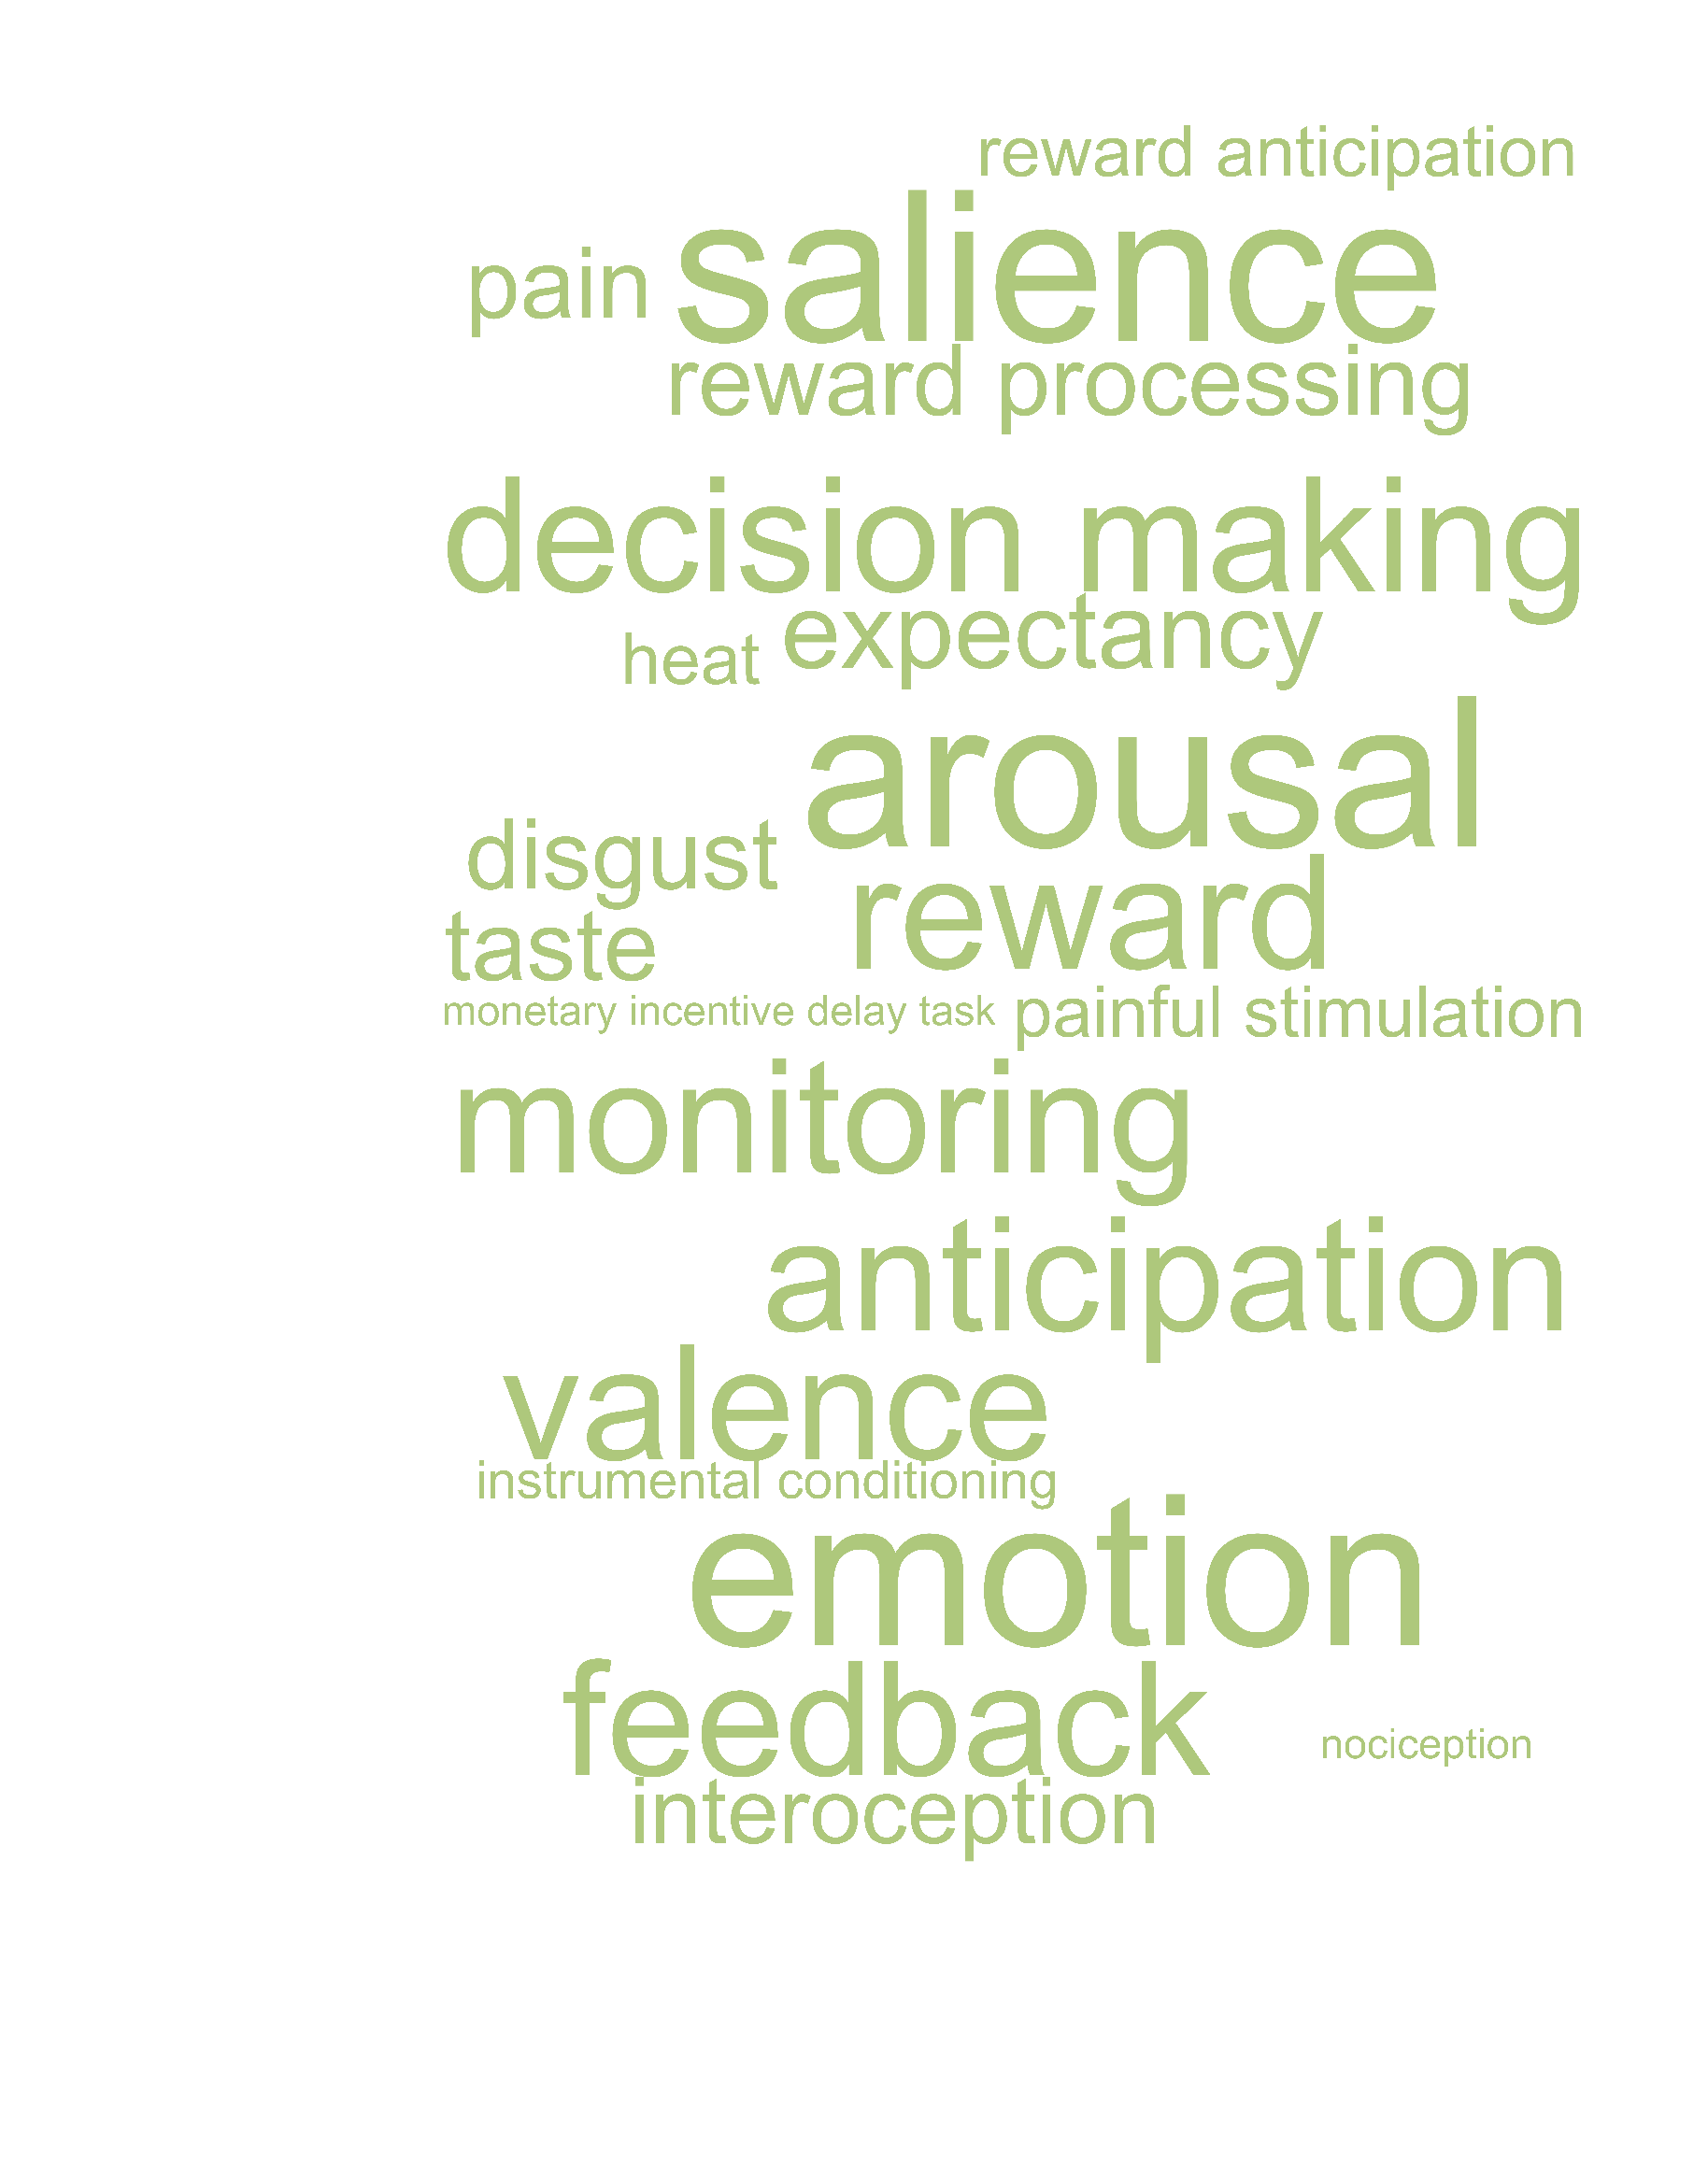 reward anticipation
pain salience
reward processing
decision making
heat expectancy
arousal
disgust
reward
taste
monetary incentive delay task painful stimulation
monitoring
anticipation
valence
instrumental conditioning
emotion
feedback
nociception
interoception